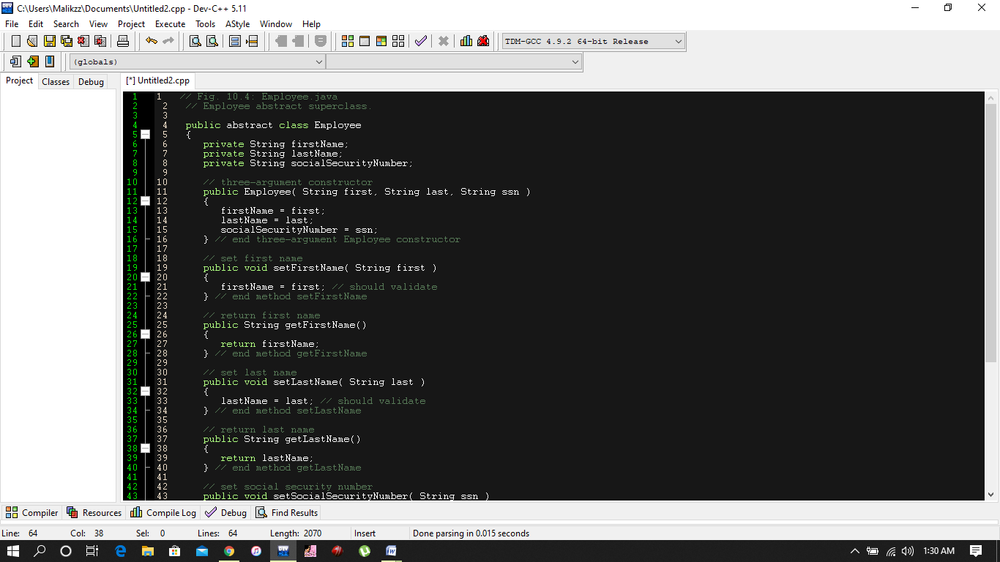 C:\Users\Malikzz\Documents\Untitled2.cpp - Dev-C++ 5.11
File Edit Search View Project Execute Tools AStyle Window Help
TDM-GCC 4.9.2 64-bit Release
(globals)
Project Classes Debug [*] Untitled2.cpp
1 1 // Fig. 10.4: Employee.java
2 2 // Employee abstract superclass.
3 3
4 4 public abstract class Employee
5 5 {
6 6 private String firstName;
7 7 private String lastName;
8 8 private String socialSecurityNumber;
9 9
10 10 // three-argument constructor
11 11 public Employee( String first, String last, String ssn )
12 12 {
13 13 firstName = first;
14 14 lastName = last;
15 15 socialSecurityNumber = ssn;
16 16 } // end three-argument Employee constructor
17 17
18 18 // set first name
19 19 public void setFirstName( String first )
20 20 {
21 21 firstName = first; // should validate
22 22 } // end method setFirstName
23 23
24 24 // return first name
25 25 public String getFirstName()
26 26 {
27 27 return firstName;
28 28 } // end method getFirstName
29 29
30 30 // set last name
31 31 public void setLastName( String last )
32 32 {
33 33 lastName = last; // should validate
34 34 } // end method setLastName
35 35
36 36 // return last name
37 37 public String getLastName()
38 38 {
39 39 return lastName;
40 40 } // end method getLastName
41 41
42 42 // set social security number
43 43 public void setSocialSecurityNumber( String ssn )
Compiler Resources Compile Log Debug Find Results
Line: 64 Col: 38 Sel: 0 Lines: 64 Length: 2070 Insert Done parsing in 0.015 seconds
1:30 AM